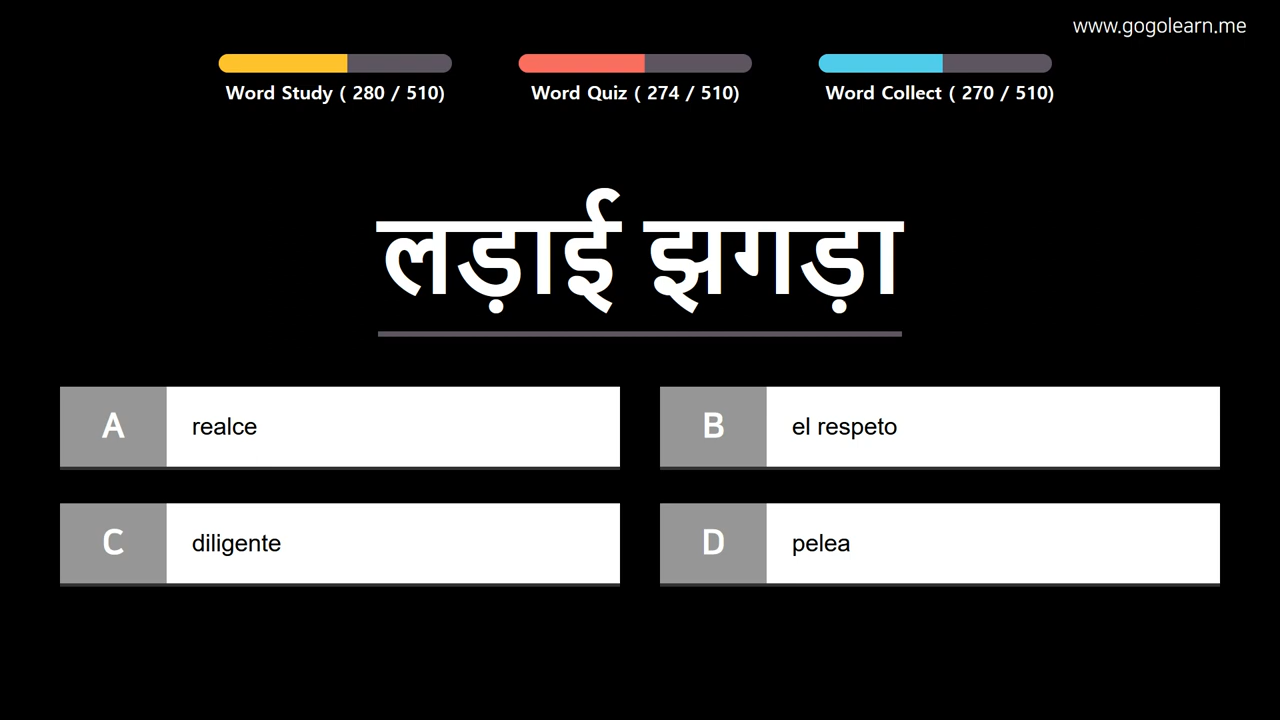 www.gogolearn.me
Word Study ( 280 / 510)
Word Quiz ( 274 / 510)
Word Collect ( 270 / 510)
लड़ाई झगड़ा
A realce
B el respeto
C diligente
D pelea